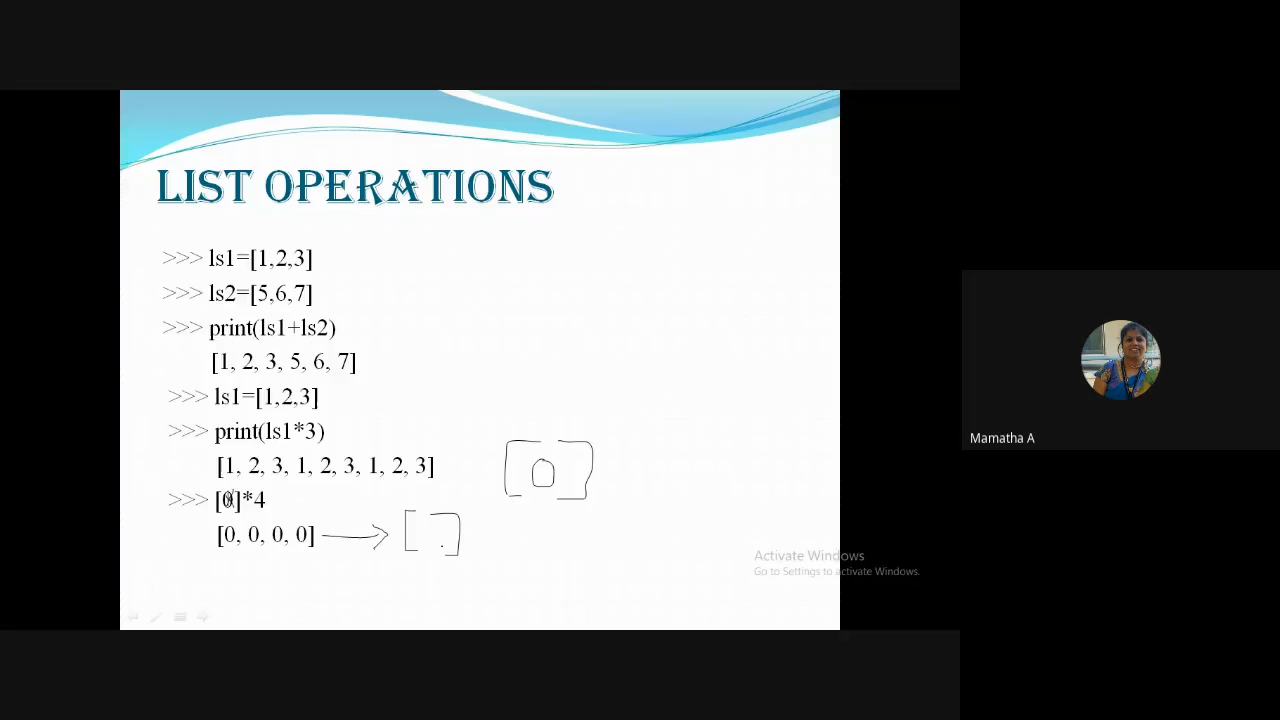 LIST OPERATIONS
>>> ls1=[1,2,3]
>>> ls2=[5,6,7]
>>> print(ls1+ls2)
[1, 2, 3, 5, 6, 7]
>>> ls1=[1,2,3]
>>> print(ls1*3)
[1, 2, 3, 1, 2, 3, 1, 2, 3]
[0]
>>> [0]*4
[0, 0, 0, 0] → [ ]
Activate Windows
Go to Settings to activate Windows.
Mamatha A